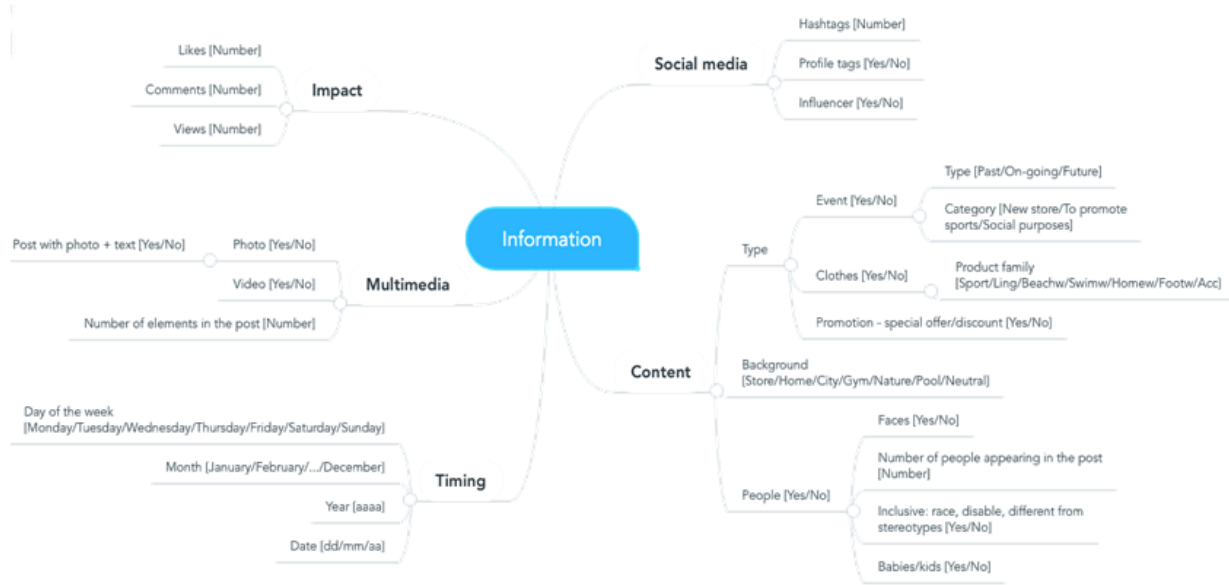 Information
Impact
Likes [Number]
Comments [Number]
Views [Number]
Multimedia
Photo [Yes/No]
Post with photo + text [Yes/No]
Video [Yes/No]
Number of elements in the post [Number]
Timing
Day of the week
[Monday/Tuesday/Wednesday/Thursday/Friday/Saturday/Sunday]
Month [January/February/.../December]
Year [aaaa]
Date [dd/mm/aa]
Social media
Hashtags [Number]
Profile tags [Yes/No]
Influencer [Yes/No]
Content
Type
Event [Yes/No]
Type [Past/On-going/Future]
Category [New store/To promote
sports/Social purposes]
Clothes [Yes/No]
Product family
[Sport/Ling/Beachw/Swimw/Homew/Footw/Acc]
Promotion - special offer/discount [Yes/No]
Background
[Store/Home/City/Gym/Nature/Pool/Neutral]
People [Yes/No]
Faces [Yes/No]
Number of people appearing in the post
[Number]
Inclusive: race, disable, different from
stereotypes [Yes/No]
Babies/kids [Yes/No]